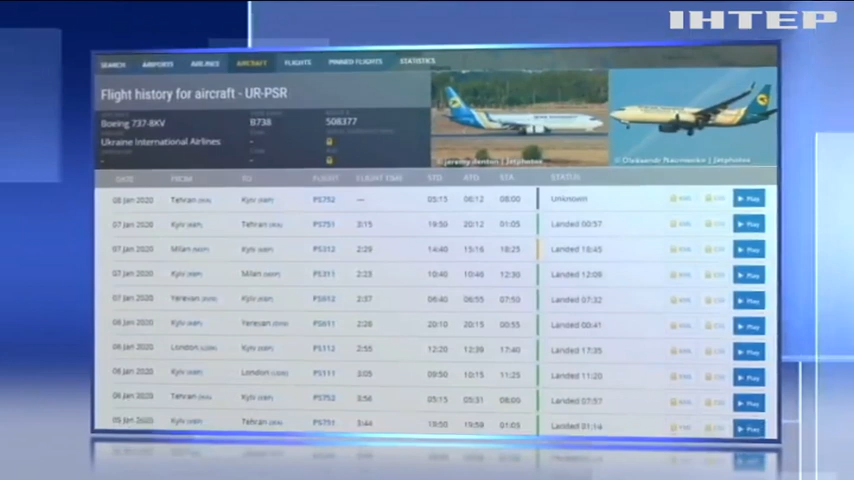 ІНТЕР
SEARCH AIRPORTS AIRLINES AIRCRAFT FLIGHTS PINNED FLIGHTS STATISTICS
Flight history for aircraft - UR-PSR
Boeing 737-8KV B738 508377
Ukraine International Airlines
- -
© Jetphotos
© Oleksandr Naumenko | Jetphotos
DATE FROM TO FLIGHT FLIGHT TIME STD ATD STA STATUS
08 Jan 2020 Tehran Kyiv PS752 — 05:15 06:12 08:00 Unknown Play
07 Jan 2020 Kyiv Tehran PS751 3:15 19:50 20:12 01:05 Landed 00:57 Play
07 Jan 2020 Milan Kyiv PS312 2:29 14:40 15:16 18:25 Landed 18:45 Play
07 Jan 2020 Kyiv Milan PS311 2:23 10:40 10:46 12:30 Landed 12:09 Play
07 Jan 2020 Yerevan Kyiv PS612 2:37 06:40 06:55 07:50 Landed 07:32 Play
06 Jan 2020 Kyiv Yerevan PS611 2:26 20:10 20:15 00:55 Landed 00:41 Play
06 Jan 2020 London Kyiv PS112 2:55 12:20 12:39 17:40 Landed 17:35 Play
06 Jan 2020 Kyiv London PS111 3:05 09:50 10:15 11:25 Landed 11:20 Play
06 Jan 2020 Tehran Kyiv PS752 05:15 05:31 08:00 Landed 07:57 Play
05 Jan 2020 Kyiv Tehran PS751 3:44 19:50 19:59 01:05 Landed 01:14 Play